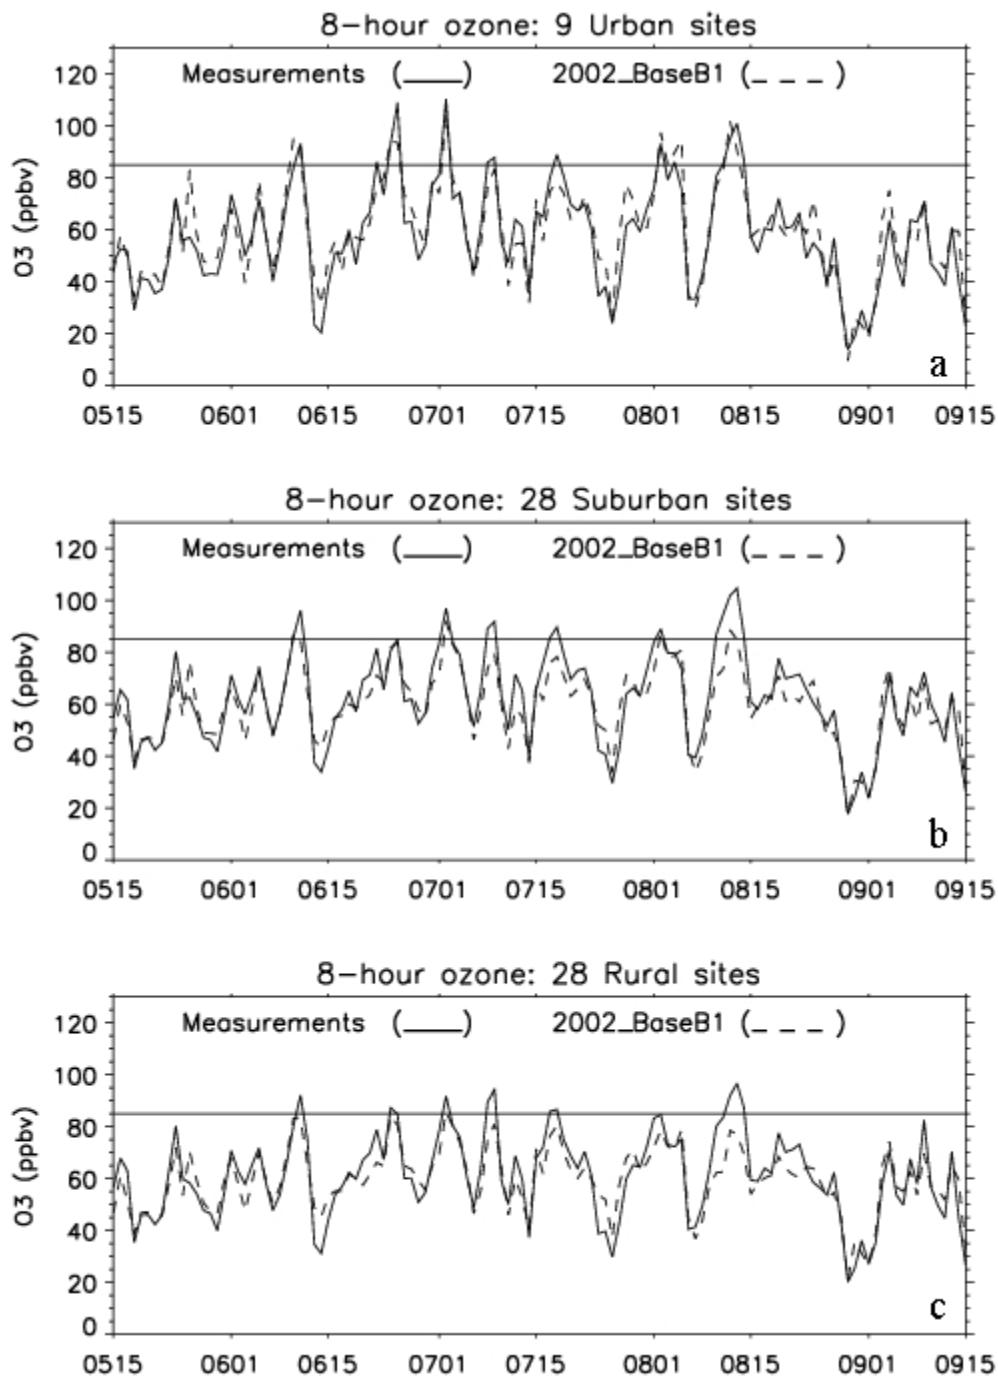 8-hour ozone: 9 Urban sites
Measurements (____) 2002_BaseB1 (_ _ _ )
120
100
80
60
40
20
0
O3 (ppbv)
a
0515 0601 0615 0701 0715 0801 0815 0901 0915
8-hour ozone: 28 Suburban sites
Measurements (____) 2002_BaseB1 (_ _ _ )
120
100
80
60
40
20
0
O3 (ppbv)
b
0515 0601 0615 0701 0715 0801 0815 0901 0915
8-hour ozone: 28 Rural sites
Measurements (____) 2002_BaseB1 (_ _ _ )
120
100
80
60
40
20
0
O3 (ppbv)
c
0515 0601 0615 0701 0715 0801 0815 0901 0915